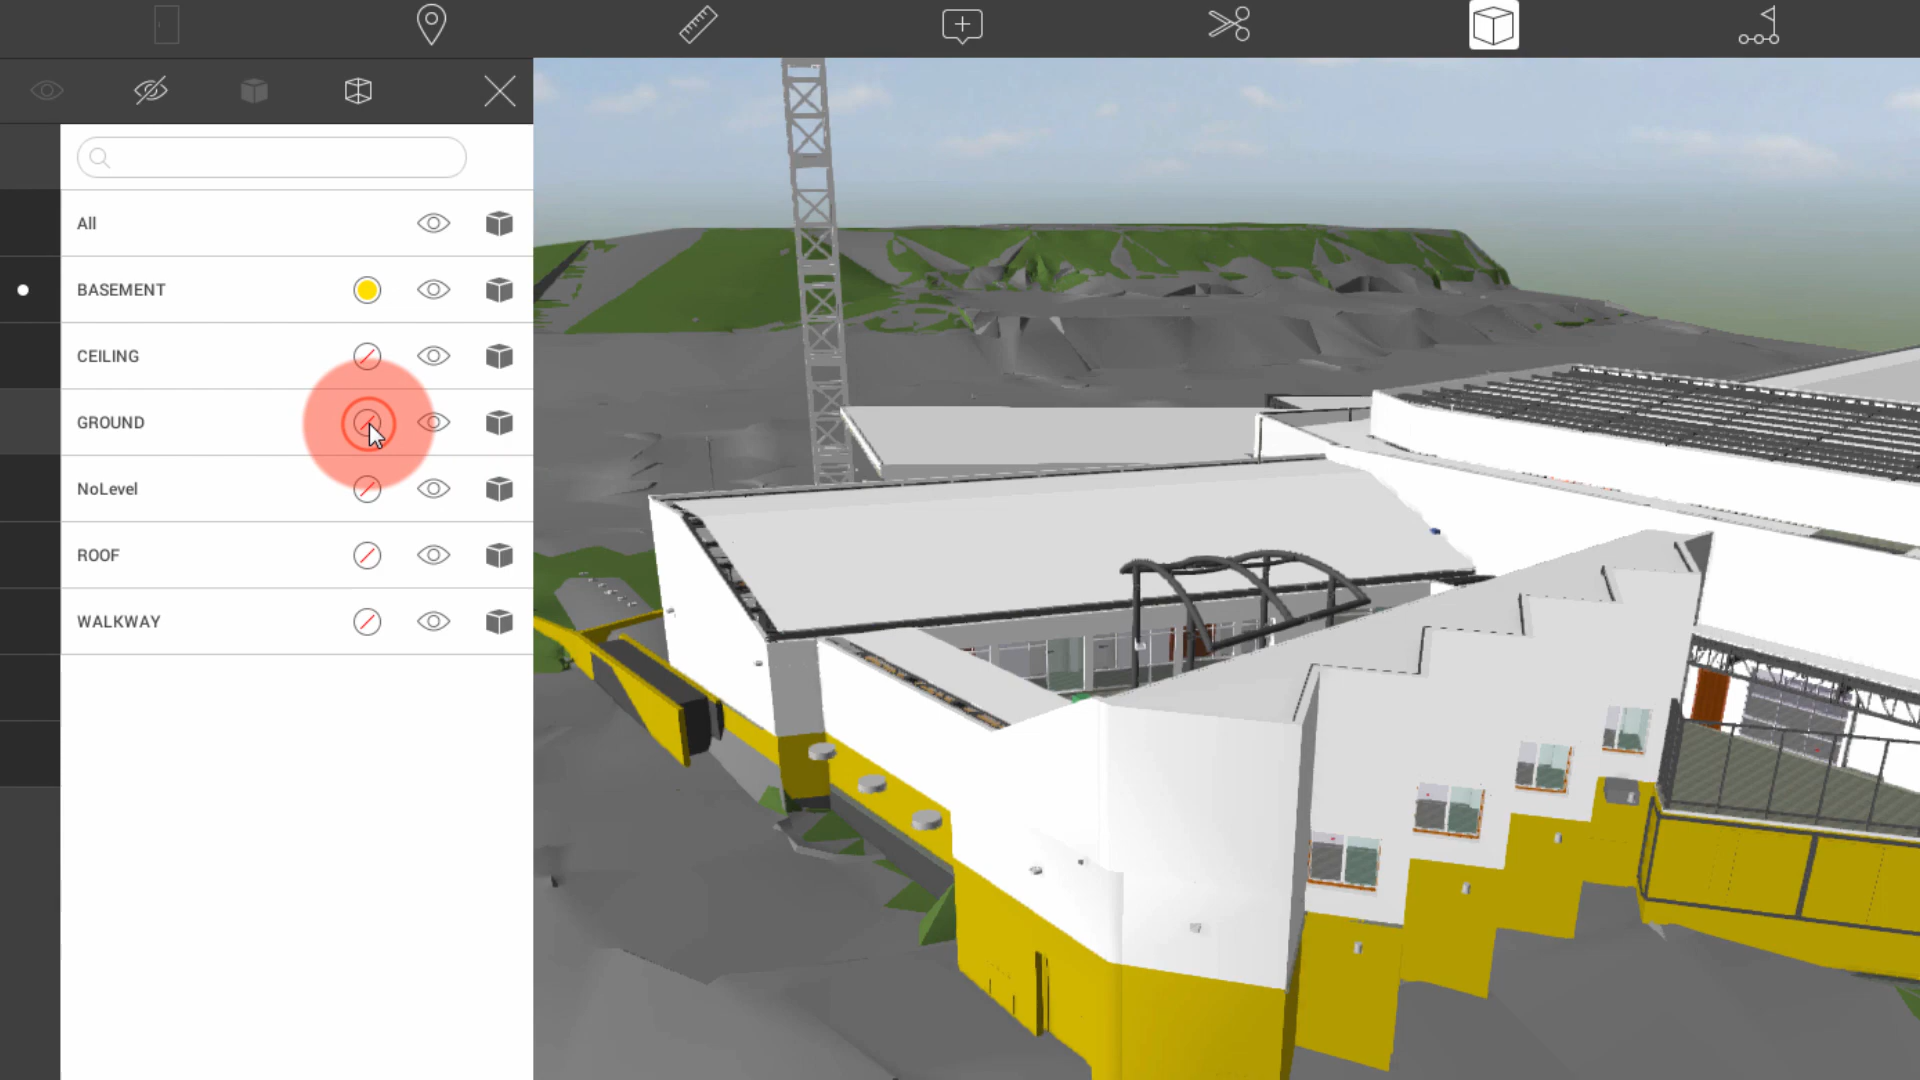 All
BASEMENT
CEILING
GROUND
NoLevel
ROOF
WALKWAY